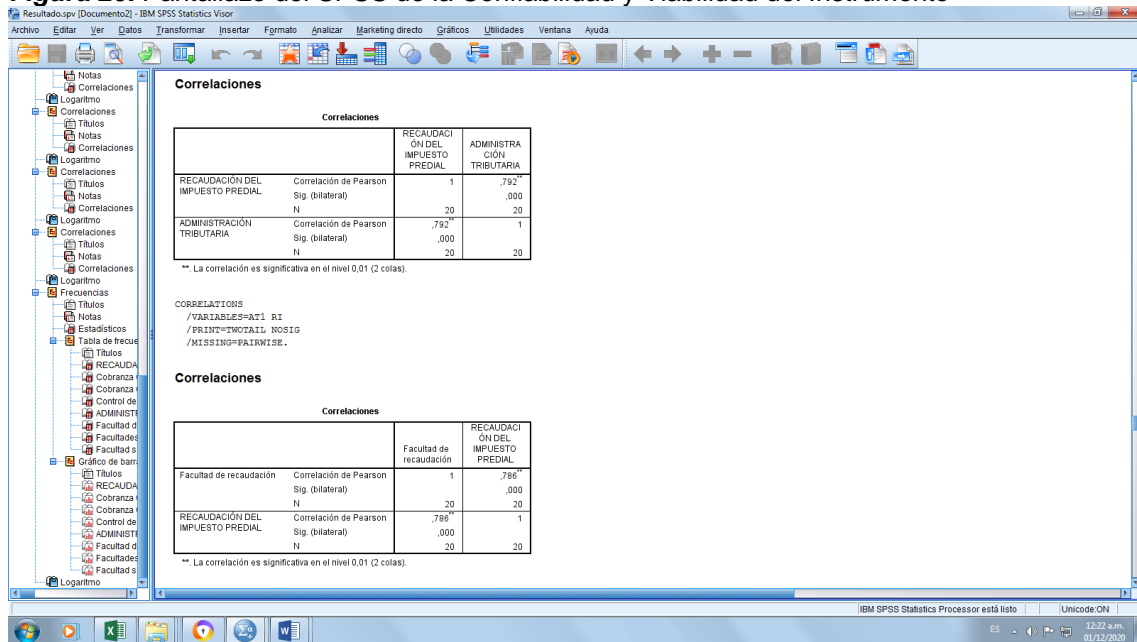 Resultado.spv [Documento2] - IBM SPSS Statistics Visor
Archivo Editar Ver Datos Transformar Insertar Formato Analizar Marketing directo Gráficos Utilidades Ventana Ayuda
Notas
Correlaciones
Logaritmo
Correlaciones
Títulos
Notas
Correlaciones
Logaritmo
Correlaciones
Títulos
Notas
Correlaciones
Logaritmo
Correlaciones
Títulos
Notas
Correlaciones
Logaritmo
Frecuencias
Títulos
Notas
Estadísticos
Tabla de frecue
Títulos
RECAUDA
Cobranza
Cobranza
Control de
ADMINIST
Facultad d
Facultades
Facultad s
Gráfico de barr
Títulos
RECAUDA
Cobranza
Cobranza
Control de
ADMINIST
Facultad d
Facultades
Facultad s
Logaritmo
Correlaciones
Correlaciones
RECAUDACI
ÓN DEL
IMPUESTO
PREDIAL
ADMINISTRA
CIÓN
TRIBUTARIA
RECAUDACIÓN DEL
IMPUESTO PREDIAL
Correlación de Pearson 1 ,792**
Sig. (bilateral) ,000
N 20 20
ADMINISTRACIÓN
TRIBUTARIA
Correlación de Pearson ,792** 1
Sig. (bilateral) ,000
N 20 20
**. La correlación es significativa en el nivel 0,01 (2 colas).
CORRELATIONS
/VARIABLES=AT1 RI
/PRINT=TWOTAIL NOSIG
/MISSING=PAIRWISE.
Correlaciones
Correlaciones
Facultad de
recaudación
RECAUDACI
ÓN DEL
IMPUESTO
PREDIAL
Facultad de recaudación Correlación de Pearson 1 ,786**
Sig. (bilateral) ,000
N 20 20
RECAUDACIÓN DEL
IMPUESTO PREDIAL
Correlación de Pearson ,786** 1
Sig. (bilateral) ,000
N 20 20
**. La correlación es significativa en el nivel 0,01 (2 colas).
IBM SPSS Statistics Processor está listo Unicode:ON
ES 12:22 a.m.
01/12/2020